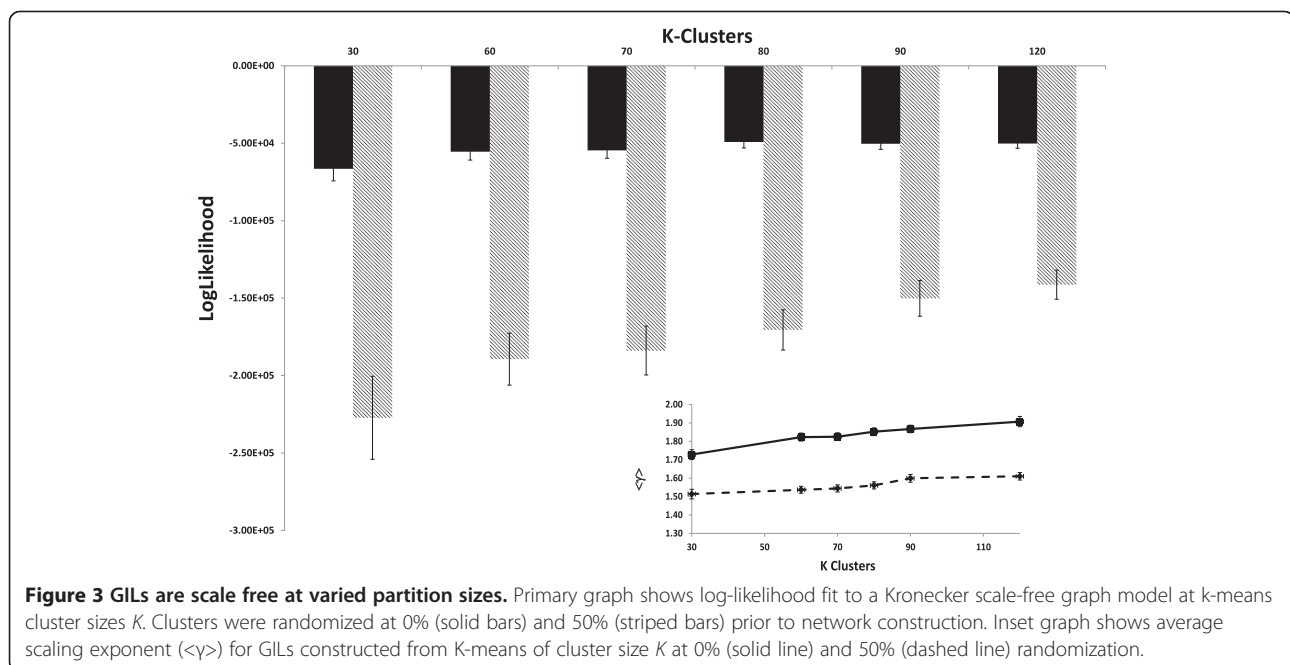 K-Clusters
30 60 70 80 90 120
0.00E+00
-5.00E+04
-1.00E+05
-1.50E+05
-2.00E+05
-2.50E+05
-3.00E+05
LogLikelihood
2.00
1.90
1.80
1.70
1.60
1.50
1.40
1.30
<γ>
30 50 70 90 110
K Clusters
Figure 3 GILs are scale free at varied partition sizes. Primary graph shows log-likelihood fit to a Kronecker scale-free graph model at k-means
cluster sizes K. Clusters were randomized at 0% (solid bars) and 50% (striped bars) prior to network construction. Inset graph shows average
scaling exponent (<γ>) for GILs constructed from K-means of cluster size K at 0% (solid line) and 50% (dashed line) randomization.